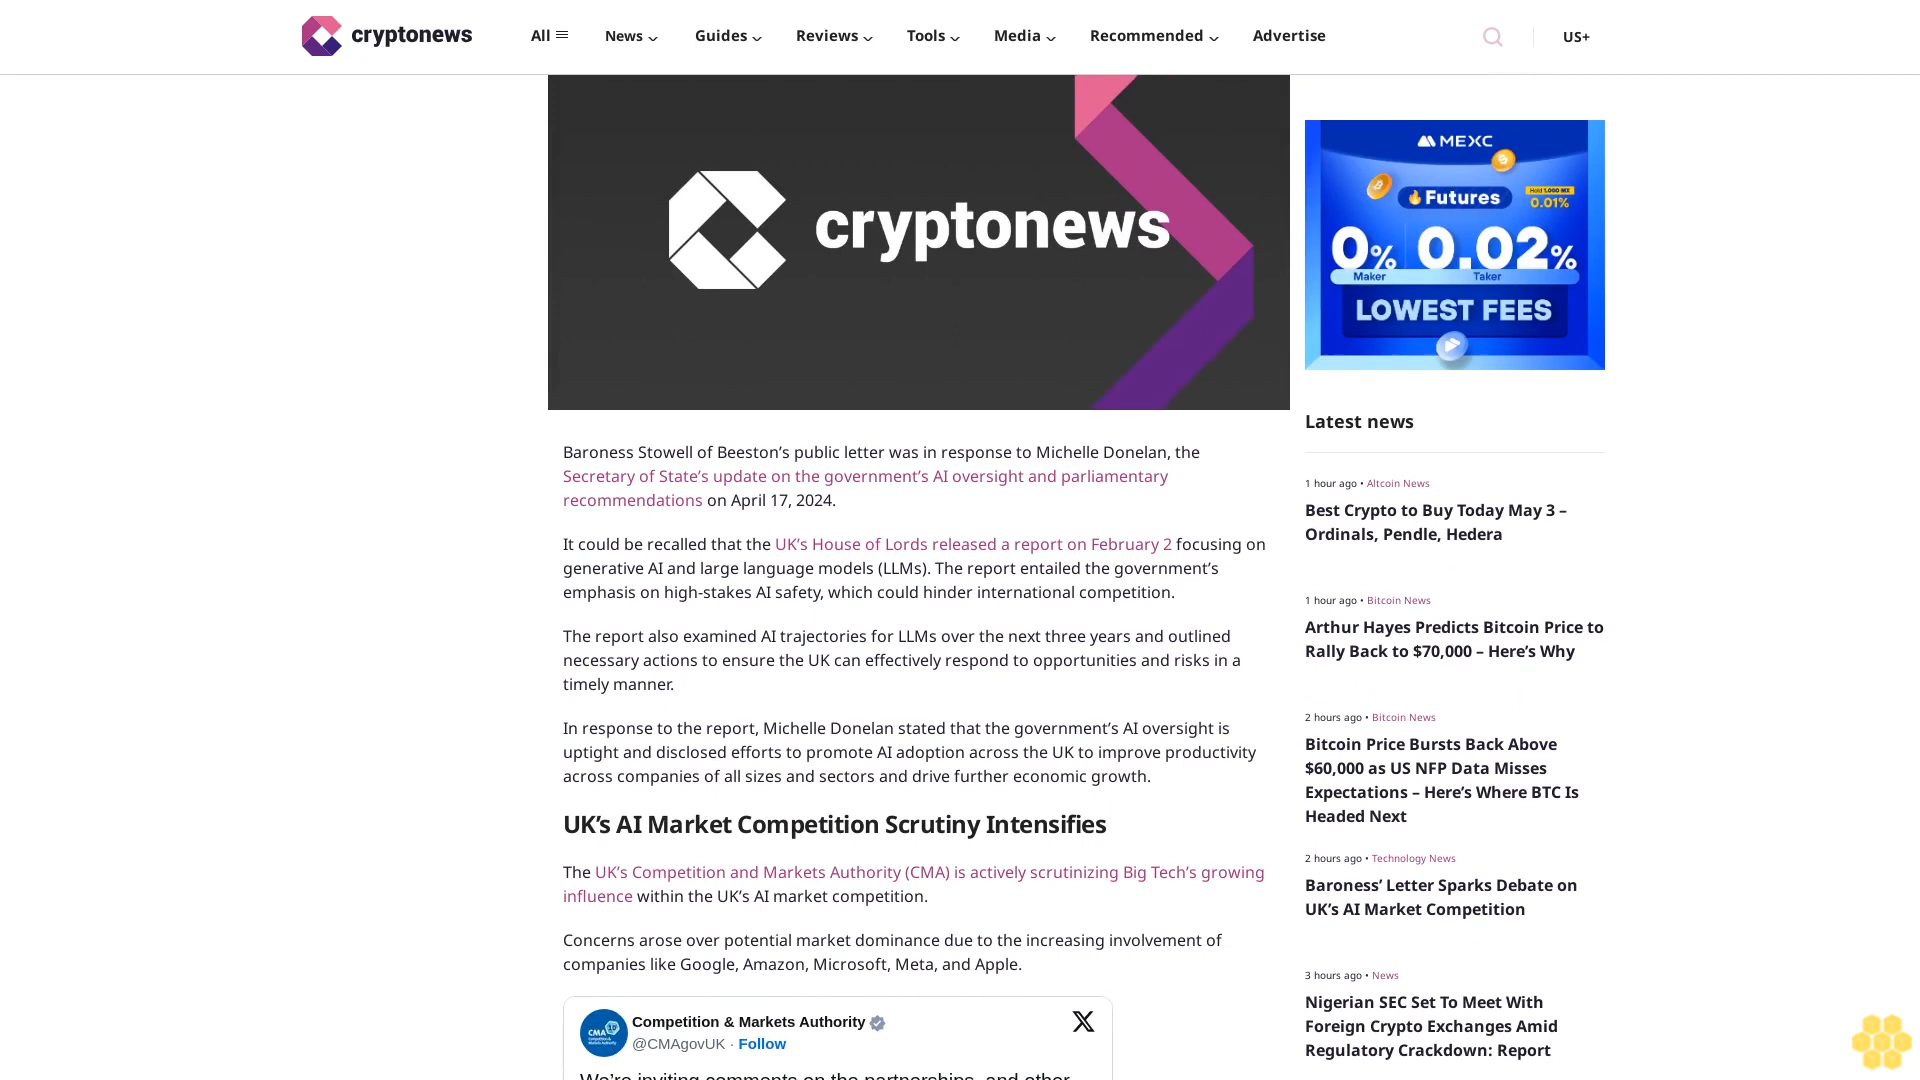 cryptonews
All
News
Guides
Reviews
Tools
Media
Recommended
Advertise
US+
cryptonews
Baroness Stowell of Beeston’s public letter was in response to Michelle Donelan, the
Secretary of State’s update on the government’s AI oversight and parliamentary
recommendations on April 17, 2024.
It could be recalled that the UK’s House of Lords released a report on February 2 focusing on
generative AI and large language models (LLMs). The report entailed the government’s
emphasis on high-stakes AI safety, which could hinder international competition.
The report also examined AI trajectories for LLMs over the next three years and outlined
necessary actions to ensure the UK can effectively respond to opportunities and risks in a
timely manner.
In response to the report, Michelle Donelan stated that the government’s AI oversight is
uptight and disclosed efforts to promote AI adoption across the UK to improve productivity
across companies of all sizes and sectors and drive further economic growth.
UK’s AI Market Competition Scrutiny Intensifies
The UK’s Competition and Markets Authority (CMA) is actively scrutinizing Big Tech’s growing
influence within the UK’s AI market competition.
Concerns arose over potential market dominance due to the increasing involvement of
companies like Google, Amazon, Microsoft, Meta, and Apple.
CMA
Competition & Markets Authority
@CMAgovUK · Follow
We’re inviting comments on the partnerships, and other
MEXC
Futures
Hold 1,000 MX
0.01%
0% 0.02%
Maker Taker
LOWEST FEES
Latest news
1 hour ago • Altcoin News
Best Crypto to Buy Today May 3 –
Ordinals, Pendle, Hedera
1 hour ago • Bitcoin News
Arthur Hayes Predicts Bitcoin Price to
Rally Back to $70,000 – Here’s Why
2 hours ago • Bitcoin News
Bitcoin Price Bursts Back Above
$60,000 as US NFP Data Misses
Expectations – Here’s Where BTC Is
Headed Next
2 hours ago • Technology News
Baroness’ Letter Sparks Debate on
UK’s AI Market Competition
3 hours ago • News
Nigerian SEC Set To Meet With
Foreign Crypto Exchanges Amid
Regulatory Crackdown: Report